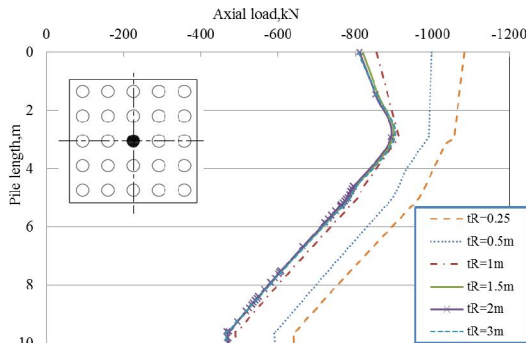 Axial load,kN
0 -200 -400 -600 -800 -1000 -1200
Pile length,m
0
2
4
6
8
10
tR=0.25
tR=0.5m
tR=1m
tR=1.5m
tR=2m
tR=3m